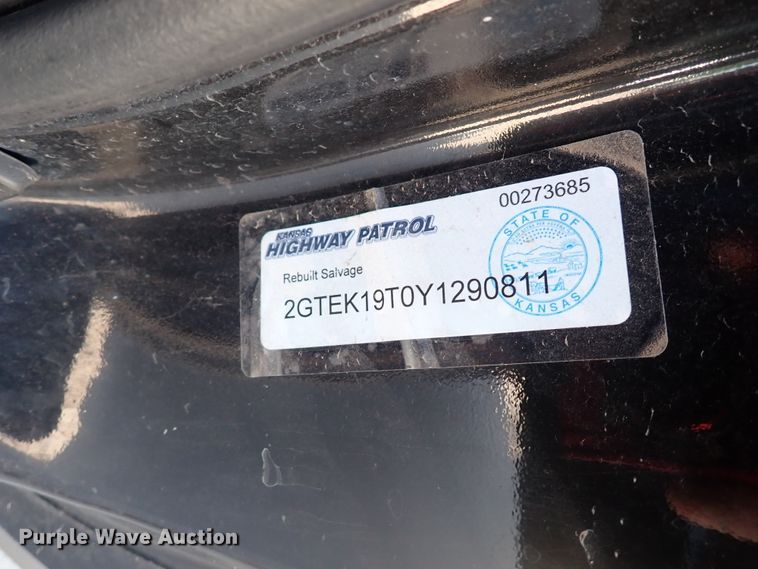 00273685
KANSAS
HIGHWAY PATROL
Rebuilt Salvage
2GTEK19T0Y1290811
STATE OF
KANSAS
Purple Wave Auction